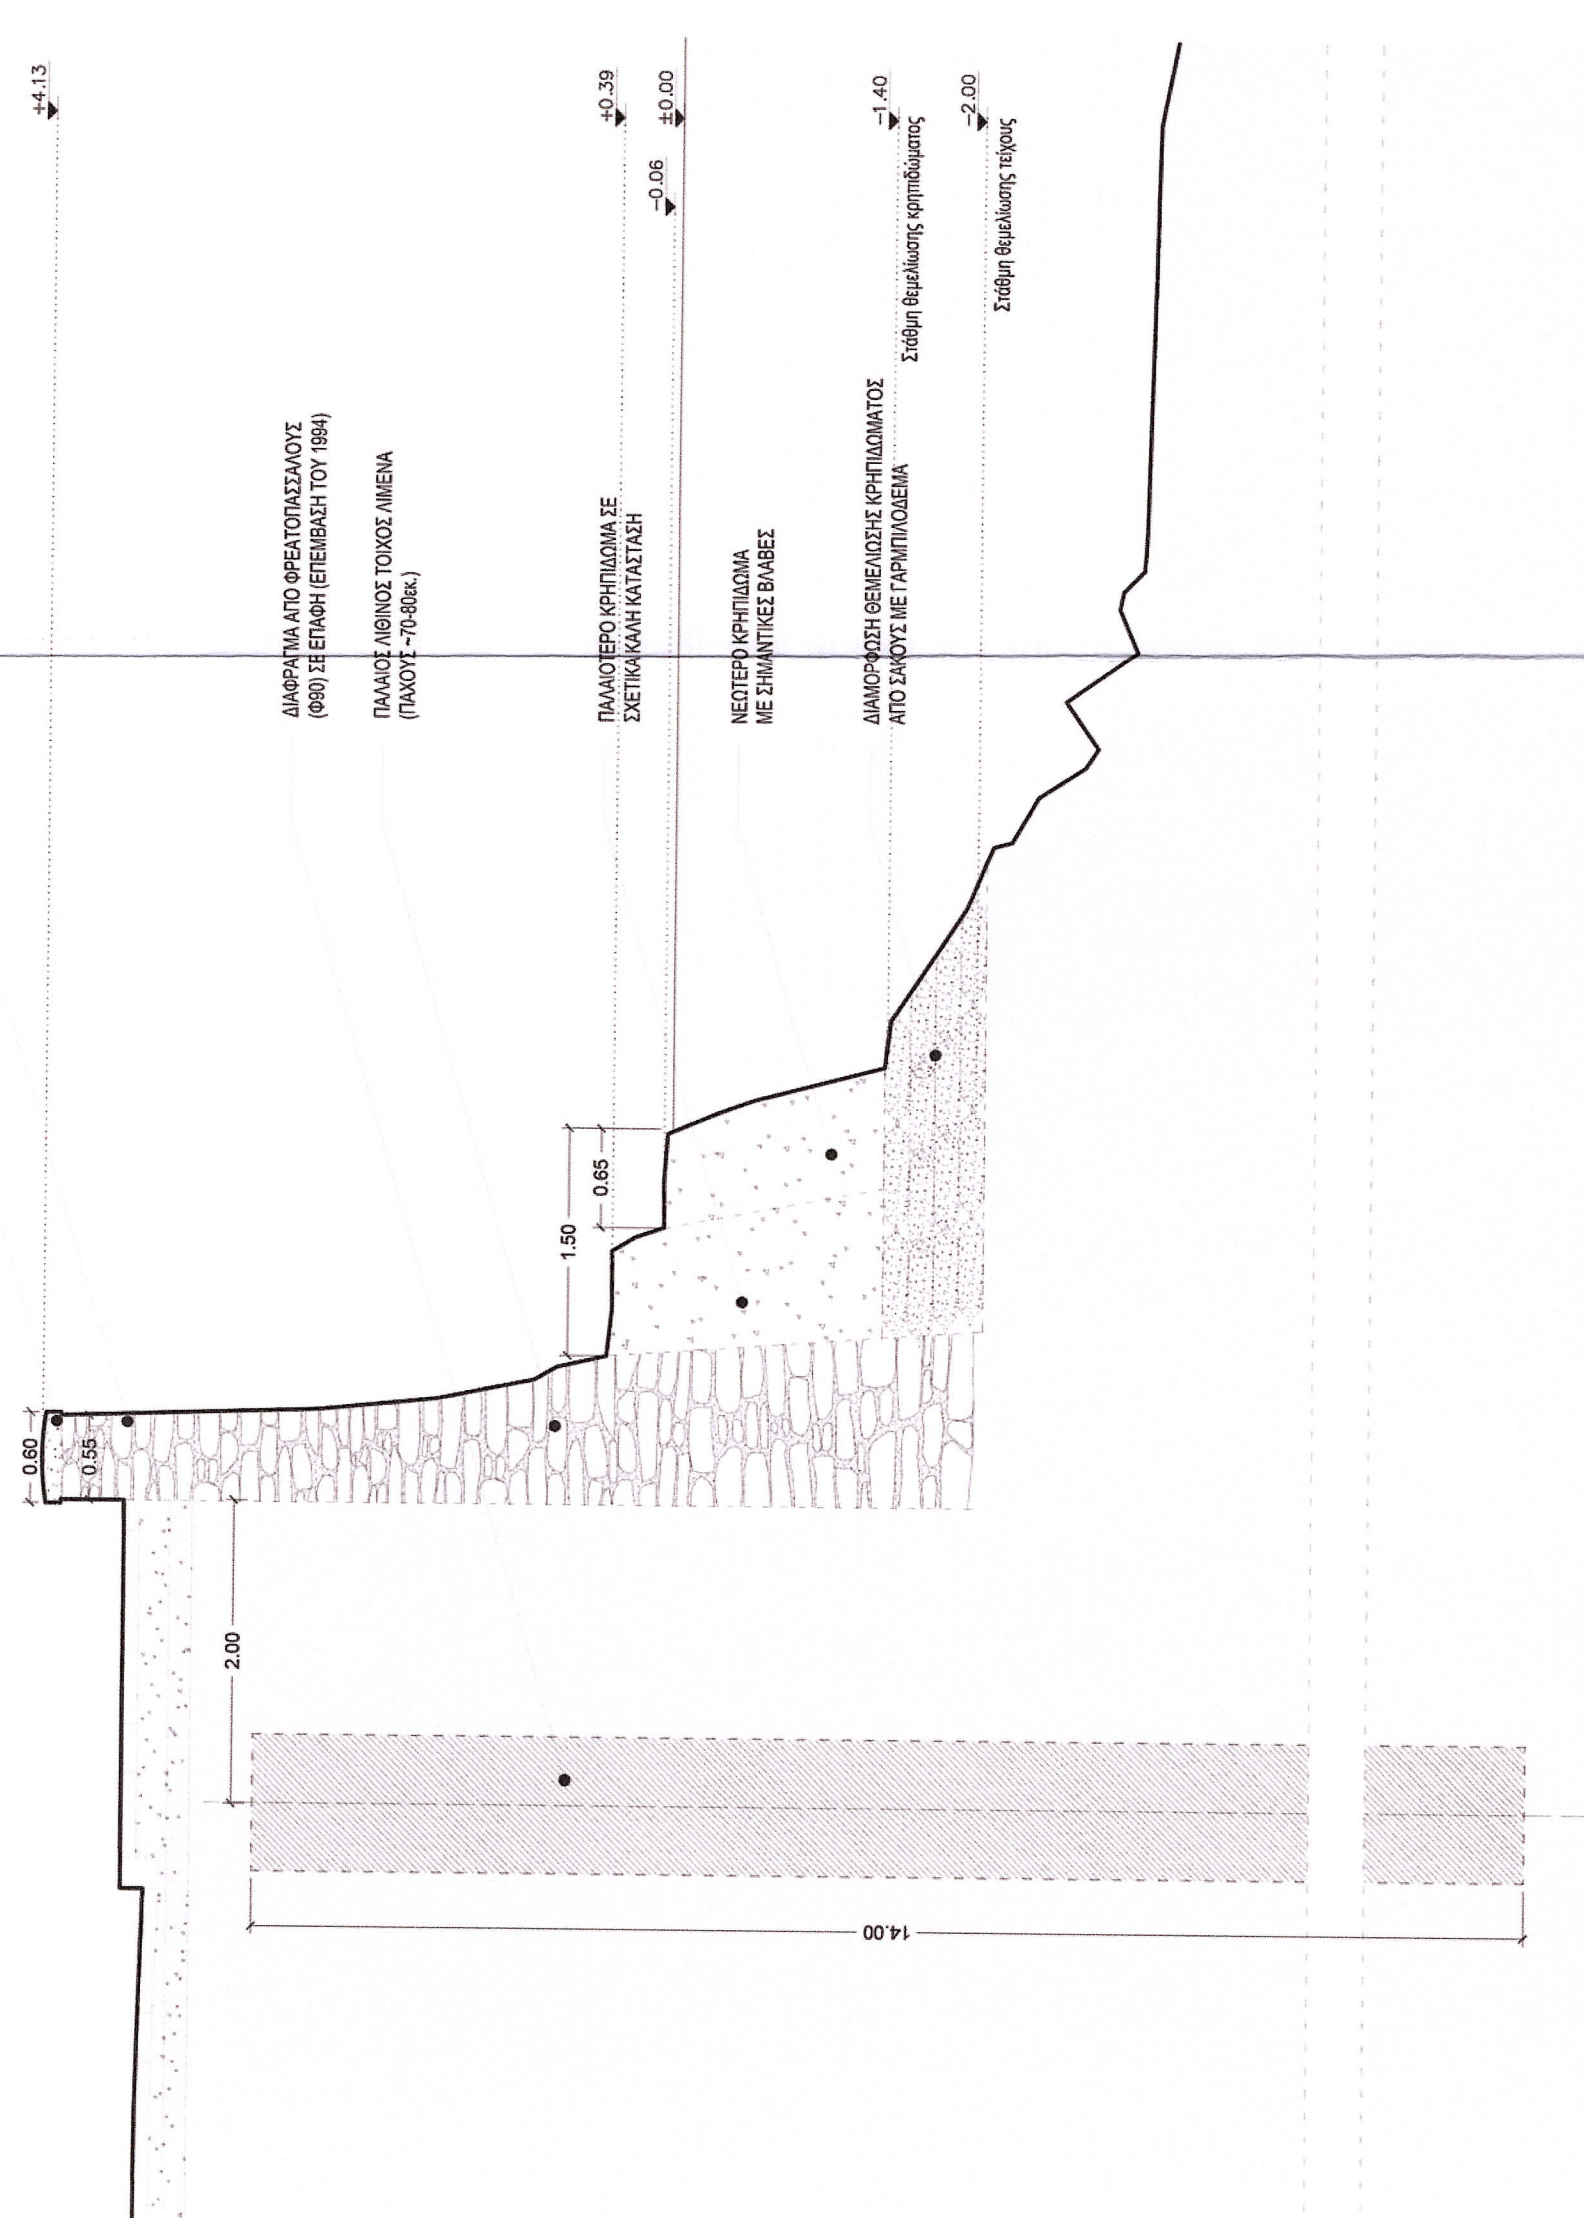 +4.13
+0.39
±0.00
−0.06
−1.40
Στάθμη θεμελίωσης κρηπιδώματος
−2.00
Στάθμη θεμελίωσης τείχους
ΔΙΑΦΡΑΓΜΑ ΑΠΟ ΦΡΕΑΤΟΠΑΣΣΑΛΟΥΣ
(Φ90) ΣΕ ΕΠΑΦΗ (ΕΠΕΜΒΑΣΗ ΤΟΥ 1994)
ΠΑΛΑΙΟΣ ΛΙΘΙΝΟΣ ΤΟΙΧΟΣ ΛΙΜΕΝΑ
(ΠΑΧΟΥΣ ~70-80εκ.)
ΠΑΛΑΙΟΤΕΡΟ ΚΡΗΠΙΔΩΜΑ ΣΕ
ΣΧΕΤΙΚΑ ΚΑΛΗ ΚΑΤΑΣΤΑΣΗ
ΝΕΩΤΕΡΟ ΚΡΗΠΙΔΩΜΑ
ΜΕ ΣΗΜΑΝΤΙΚΕΣ ΒΛΑΒΕΣ
ΔΙΑΜΟΡΦΩΣΗ ΘΕΜΕΛΙΩΣΗΣ ΚΡΗΠΙΔΩΜΑΤΟΣ
ΑΠΟ ΣΑΚΟΥΣ ΜΕ ΓΑΡΜΠΙΛΟΔΕΜΑ
1.50
0.65
0.60
0.55
2.00
14.00